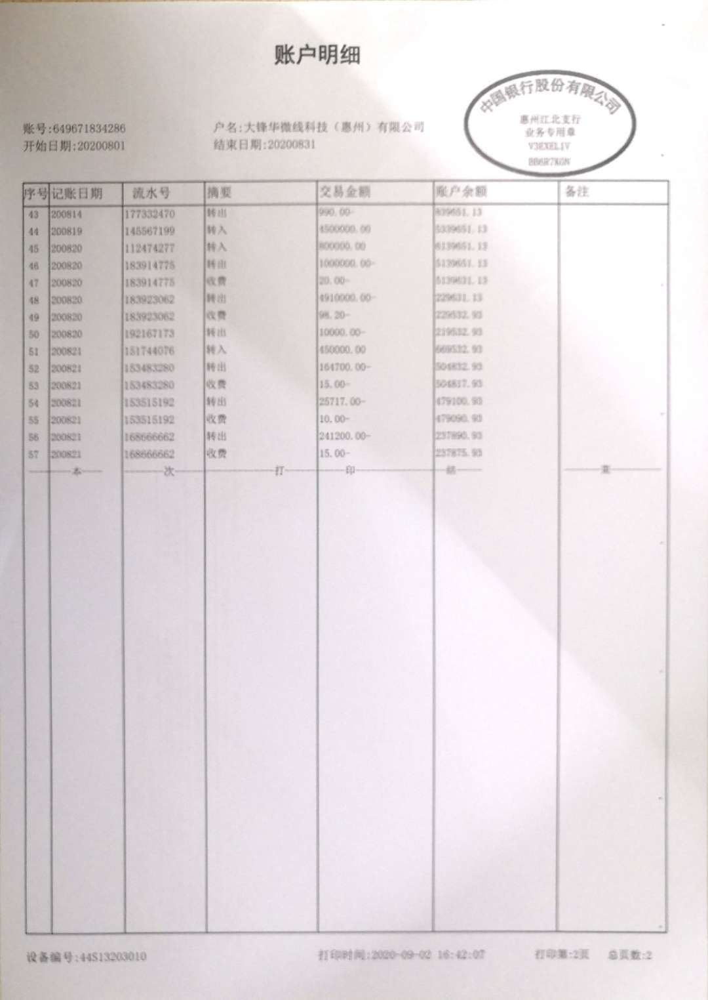 账户明细
中国银行股份有限公司
惠州江北支行
业务专用章
V3EXEL1V
账号:649671834286 户名:大锋华微线科技（惠州）有限公司
开始日期:20200801 结束日期:20200831
序号 记账日期 流水号 摘要 交易金额 账户余额 备注
43 200814 177332470 转出 990.00- 839651.13
44 200819 145567199 转入 4500000.00 5339651.13
45 200820 112474277 转入 800000.00 6139651.13
46 200820 183914775 转出 1000000.00- 5139651.13
47 200820 183914775 收费 20.00- 5139631.13
48 200820 183923062 转出 4910000.00- 229631.13
49 200820 183923062 收费 98.20- 229532.93
50 200820 192167173 转出 10000.00- 219532.93
51 200821 151744076 转入 450000.00 669532.93
52 200821 153483280 转出 164700.00- 504832.93
53 200821 153483280 收费 15.00- 504817.93
54 200821 153515192 转出 25717.00- 479100.93
55 200821 153515192 收费 10.00- 479090.93
56 200821 168666662 转出 241200.00- 237890.93
57 200821 168666662 收费 15.00- 237875.93
本 次 打 印 结 束
设备编号:44S13203010 打印时间:2020-09-02 16:42:07 打印第:2页 总页数:2